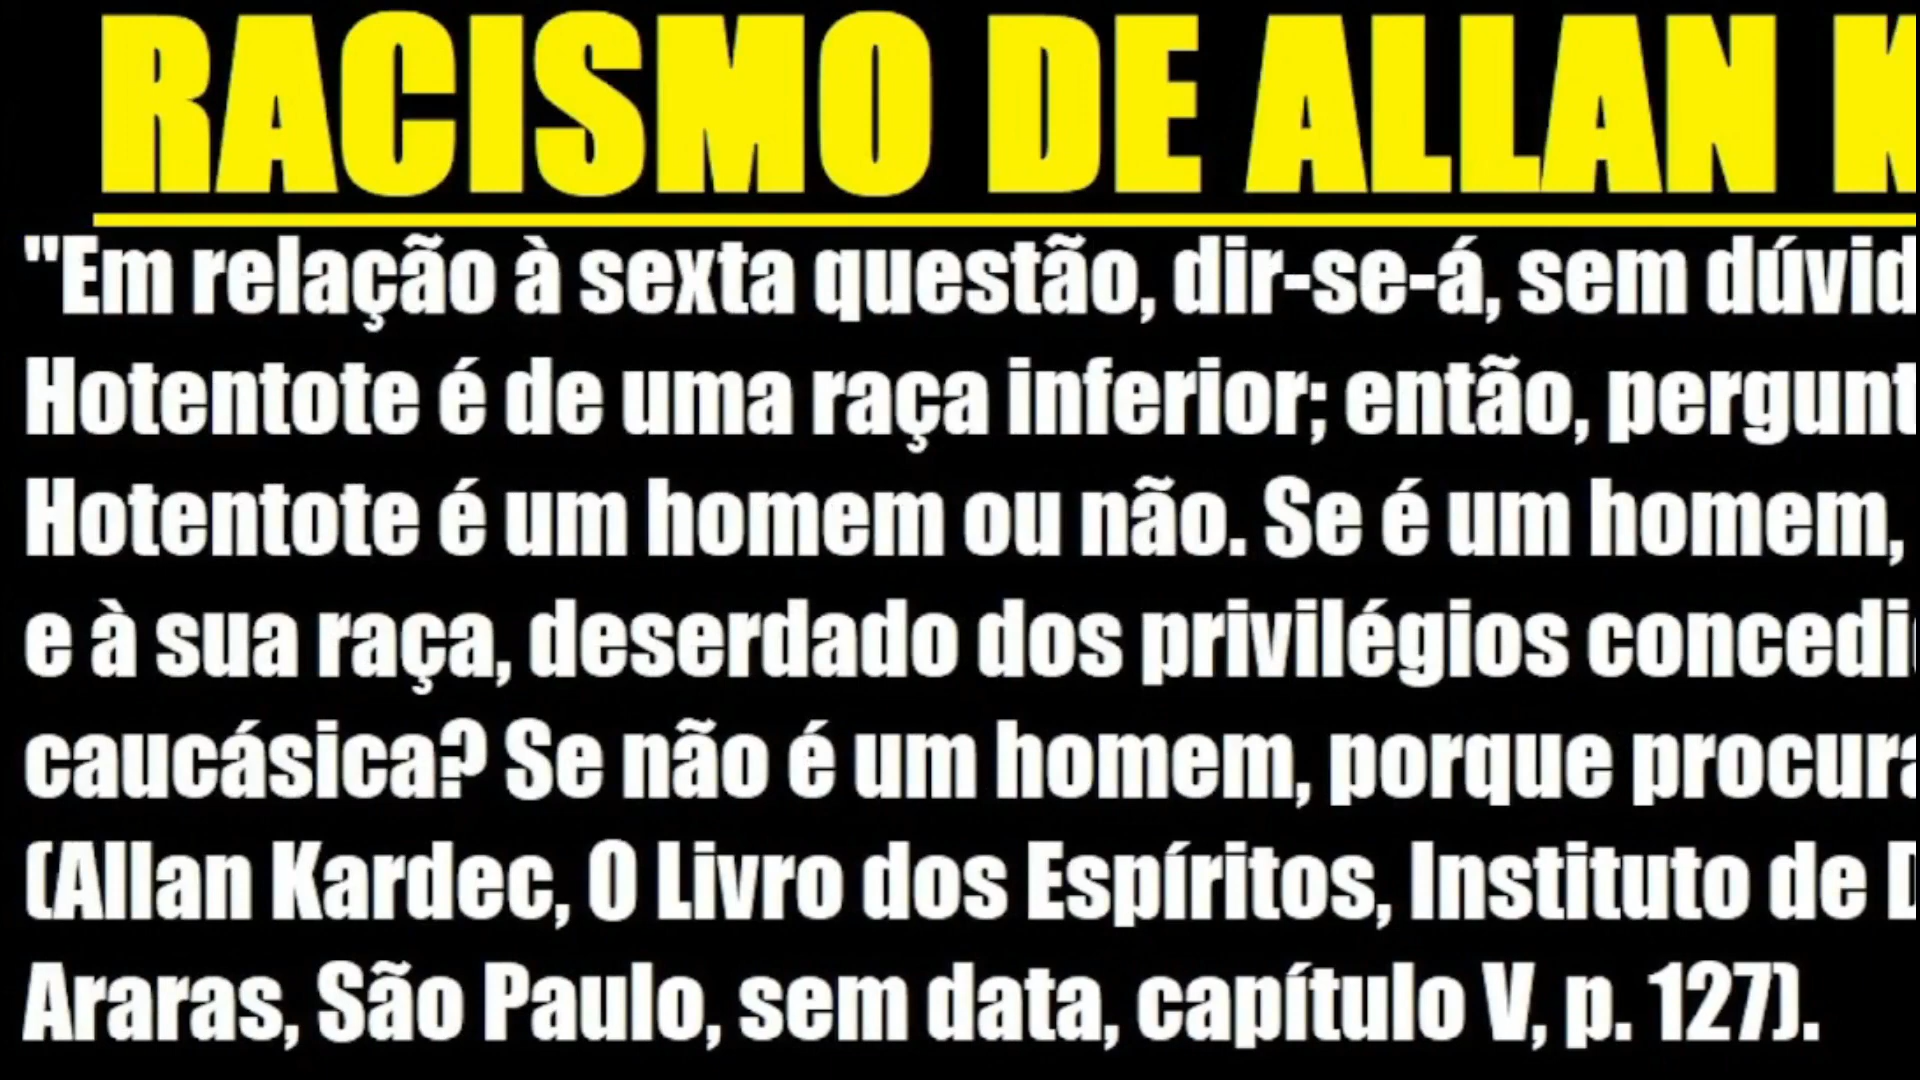 RACISMO DE ALLAN
"Em relação à sexta questão, dir-se-á, sem
Hotentote é de uma raça inferior; então,
Hotentote é um homem ou não. Se é um homem,
e à sua raça, deserdado dos privilégios
caucásica? Se não é um homem, porque
(Allan Kardec, O Livro dos Espíritos, Instituto de
Araras, São Paulo, sem data, capítulo V, p. 127).